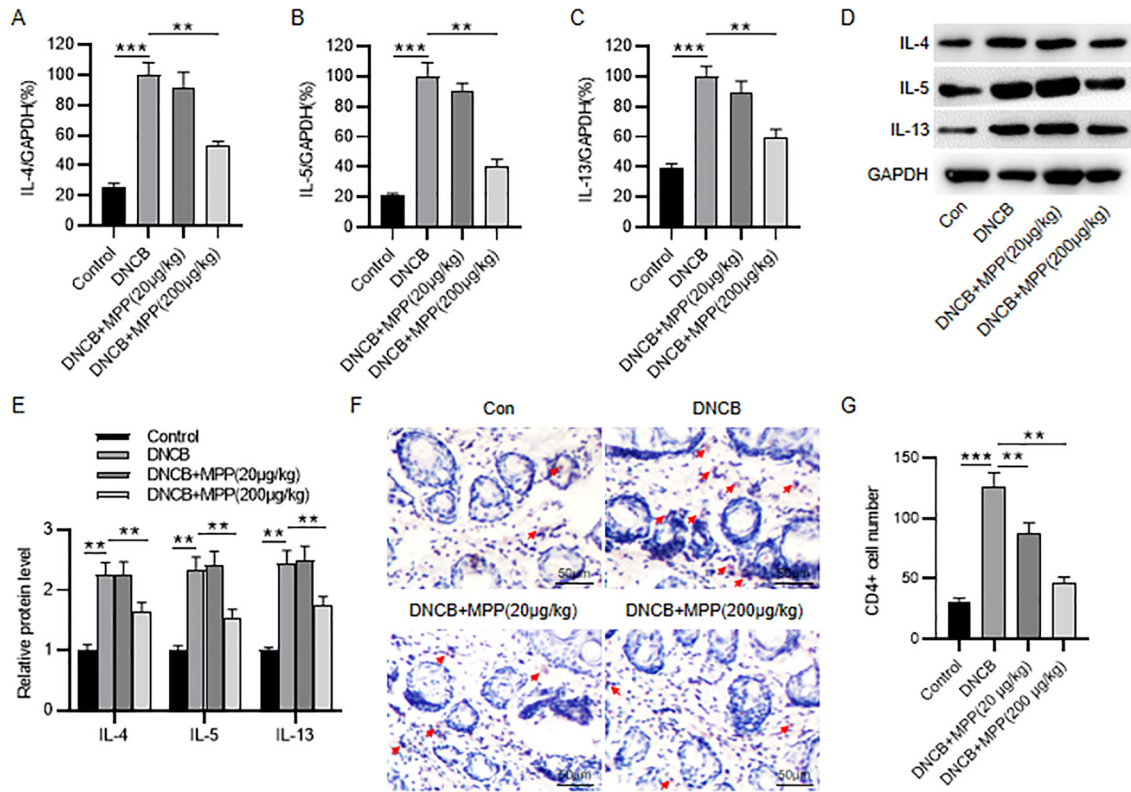 A
***
**
IL-4/GAPDH(%)
120
100
80
60
40
20
0
Control
DNCB
DNCB+MPP(20µg/kg)
DNCB+MPP(200µg/kg)
B
***
**
IL-5/GAPDH(%)
120
100
80
60
40
20
0
Control
DNCB
DNCB+MPP(20µg/kg)
DNCB+MPP(200µg/kg)
C
***
**
IL-13/GAPDH(%)
120
100
80
60
40
20
0
Control
DNCB
DNCB+MPP(20µg/kg)
DNCB+MPP(200µg/kg)
D
IL-4
IL-5
IL-13
GAPDH
Con
DNCB
DNCB+MPP(20µg/kg)
DNCB+MPP(200µg/kg)
E
Control
DNCB
DNCB+MPP(20µg/kg)
DNCB+MPP(200µg/kg)
Relative protein level
3
2
1
0
** **
** **
** **
IL-4
IL-5
IL-13
F
Con
DNCB
50µm
50µm
DNCB+MPP(20µg/kg)
DNCB+MPP(200µg/kg)
50µm
50µm
G
**
*** **
CD4+ cell number
150
100
50
0
Control
DNCB
DNCB+MPP(20 µg/kg)
DNCB+MPP(200 µg/kg)